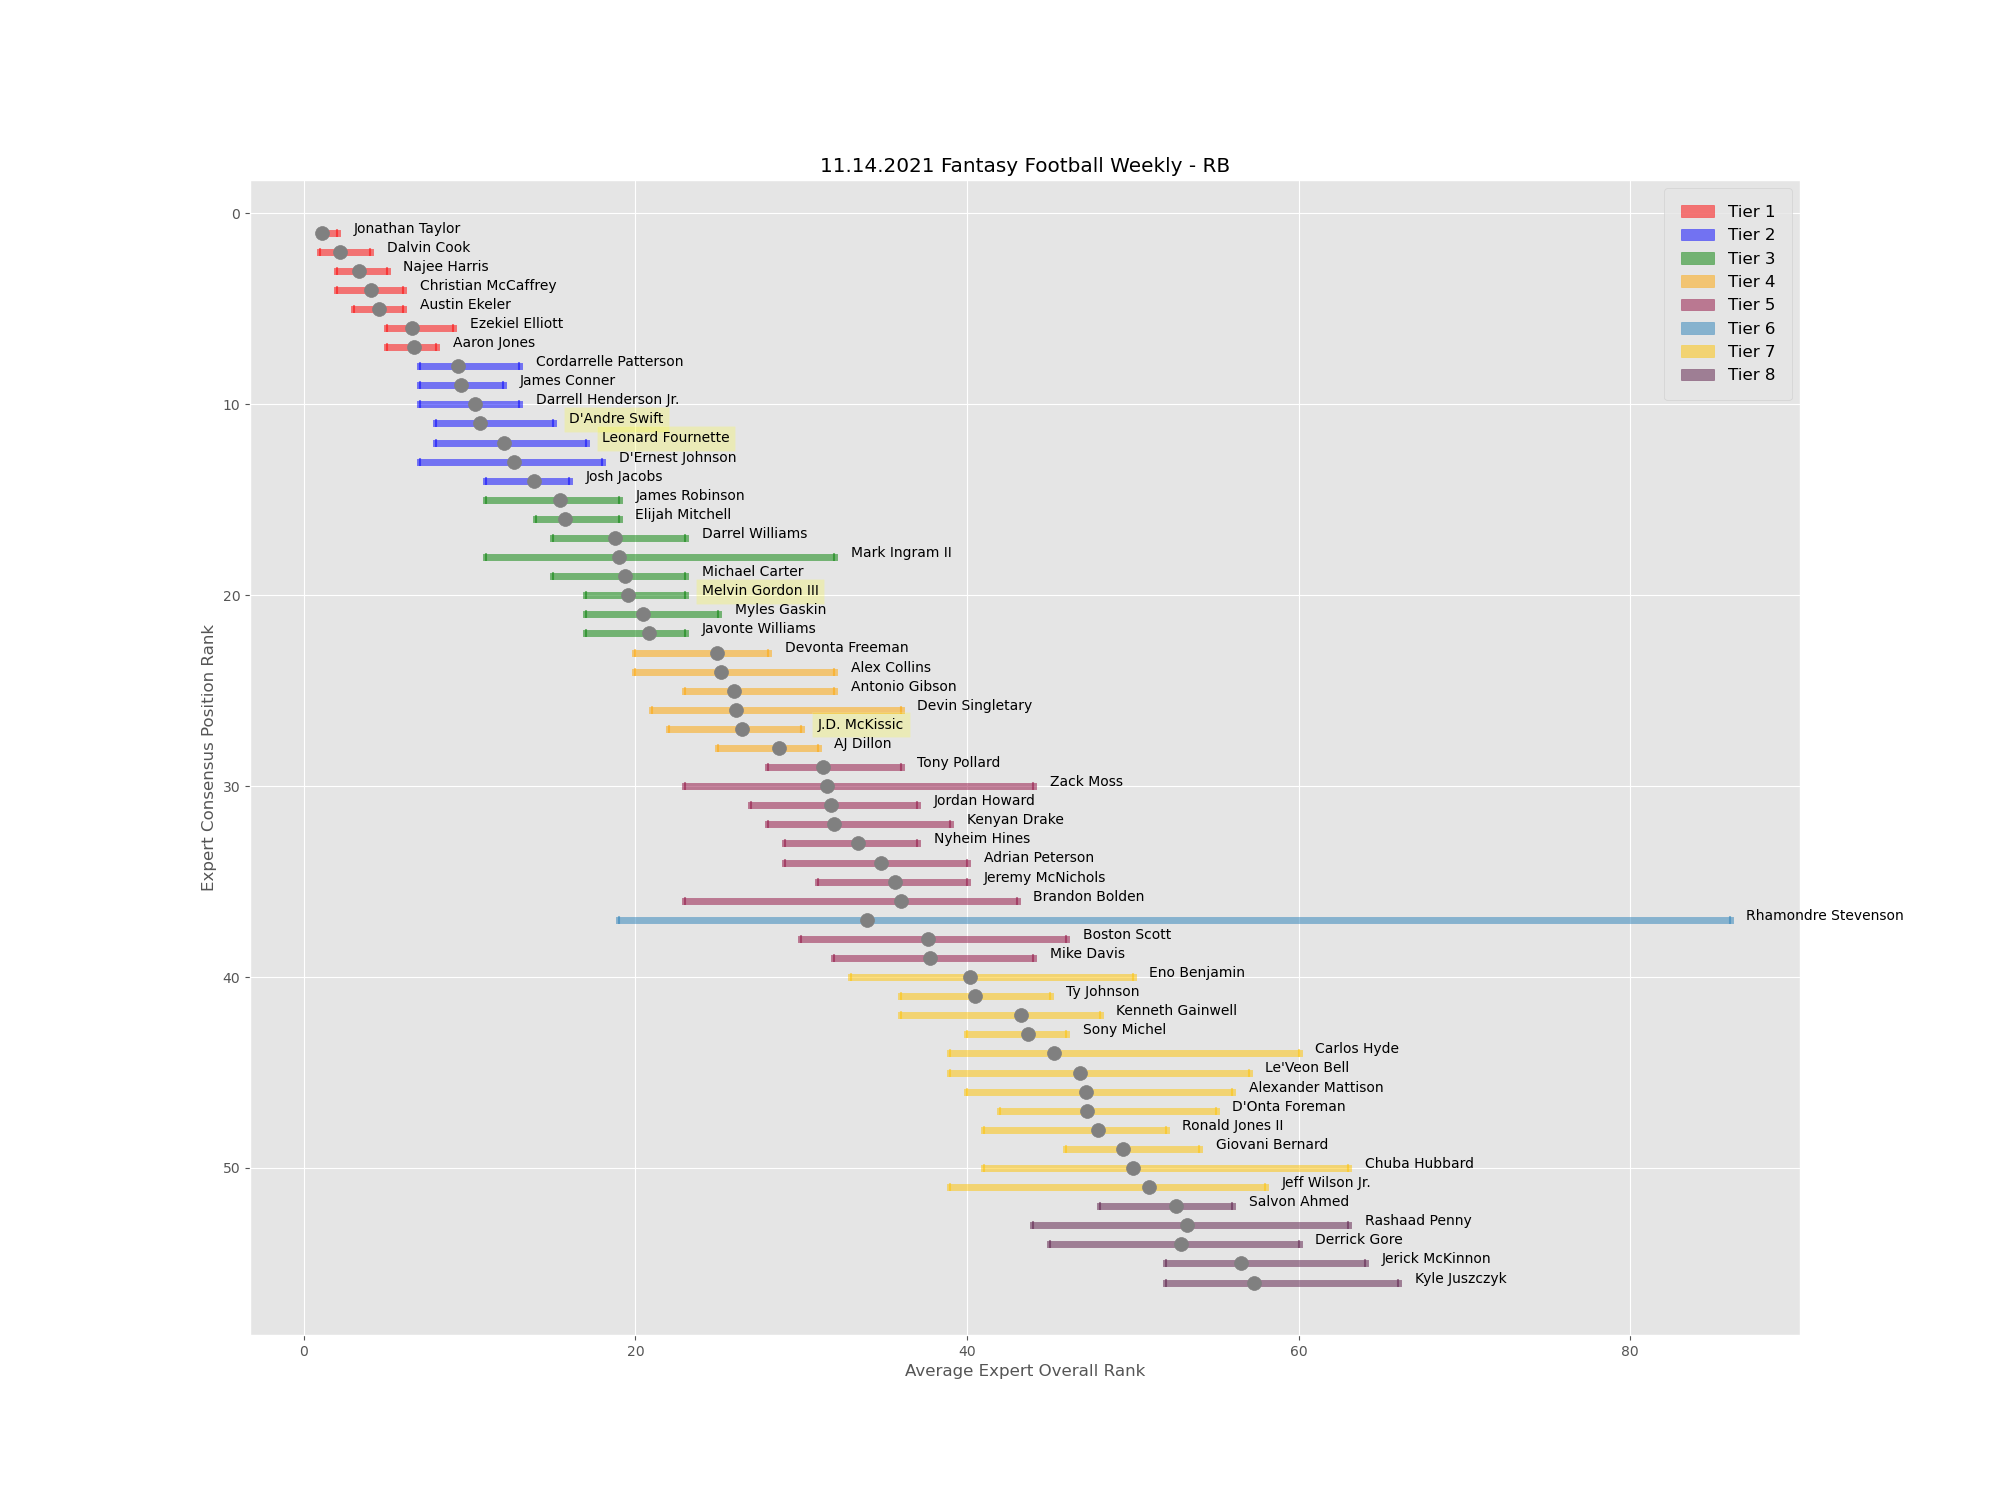 11.14.2021 Fantasy Football Weekly - RB
Tier 1
Tier 2
Tier 3
Tier 4
Tier 5
Tier 6
Tier 7
Tier 8
Expert Consensus Position Rank
0
10
20
30
40
50
Jonathan Taylor
Dalvin Cook
Najee Harris
Christian McCaffrey
Austin Ekeler
Ezekiel Elliott
Aaron Jones
Cordarrelle Patterson
James Conner
Darrell Henderson Jr.
D'Andre Swift
Leonard Fournette
D'Ernest Johnson
Josh Jacobs
James Robinson
Elijah Mitchell
Darrel Williams
Mark Ingram II
Michael Carter
Melvin Gordon III
Myles Gaskin
Javonte Williams
Devonta Freeman
Alex Collins
Antonio Gibson
Devin Singletary
J.D. McKissic
AJ Dillon
Tony Pollard
Zack Moss
Jordan Howard
Kenyan Drake
Nyheim Hines
Adrian Peterson
Jeremy McNichols
Brandon Bolden
Rhamondre Stevenson
Boston Scott
Mike Davis
Eno Benjamin
Ty Johnson
Kenneth Gainwell
Sony Michel
Carlos Hyde
Le'Veon Bell
Alexander Mattison
D'Onta Foreman
Ronald Jones II
Giovani Bernard
Chuba Hubbard
Jeff Wilson Jr.
Salvon Ahmed
Rashaad Penny
Derrick Gore
Jerick McKinnon
Kyle Juszczyk
0 20 40 60 80
Average Expert Overall Rank